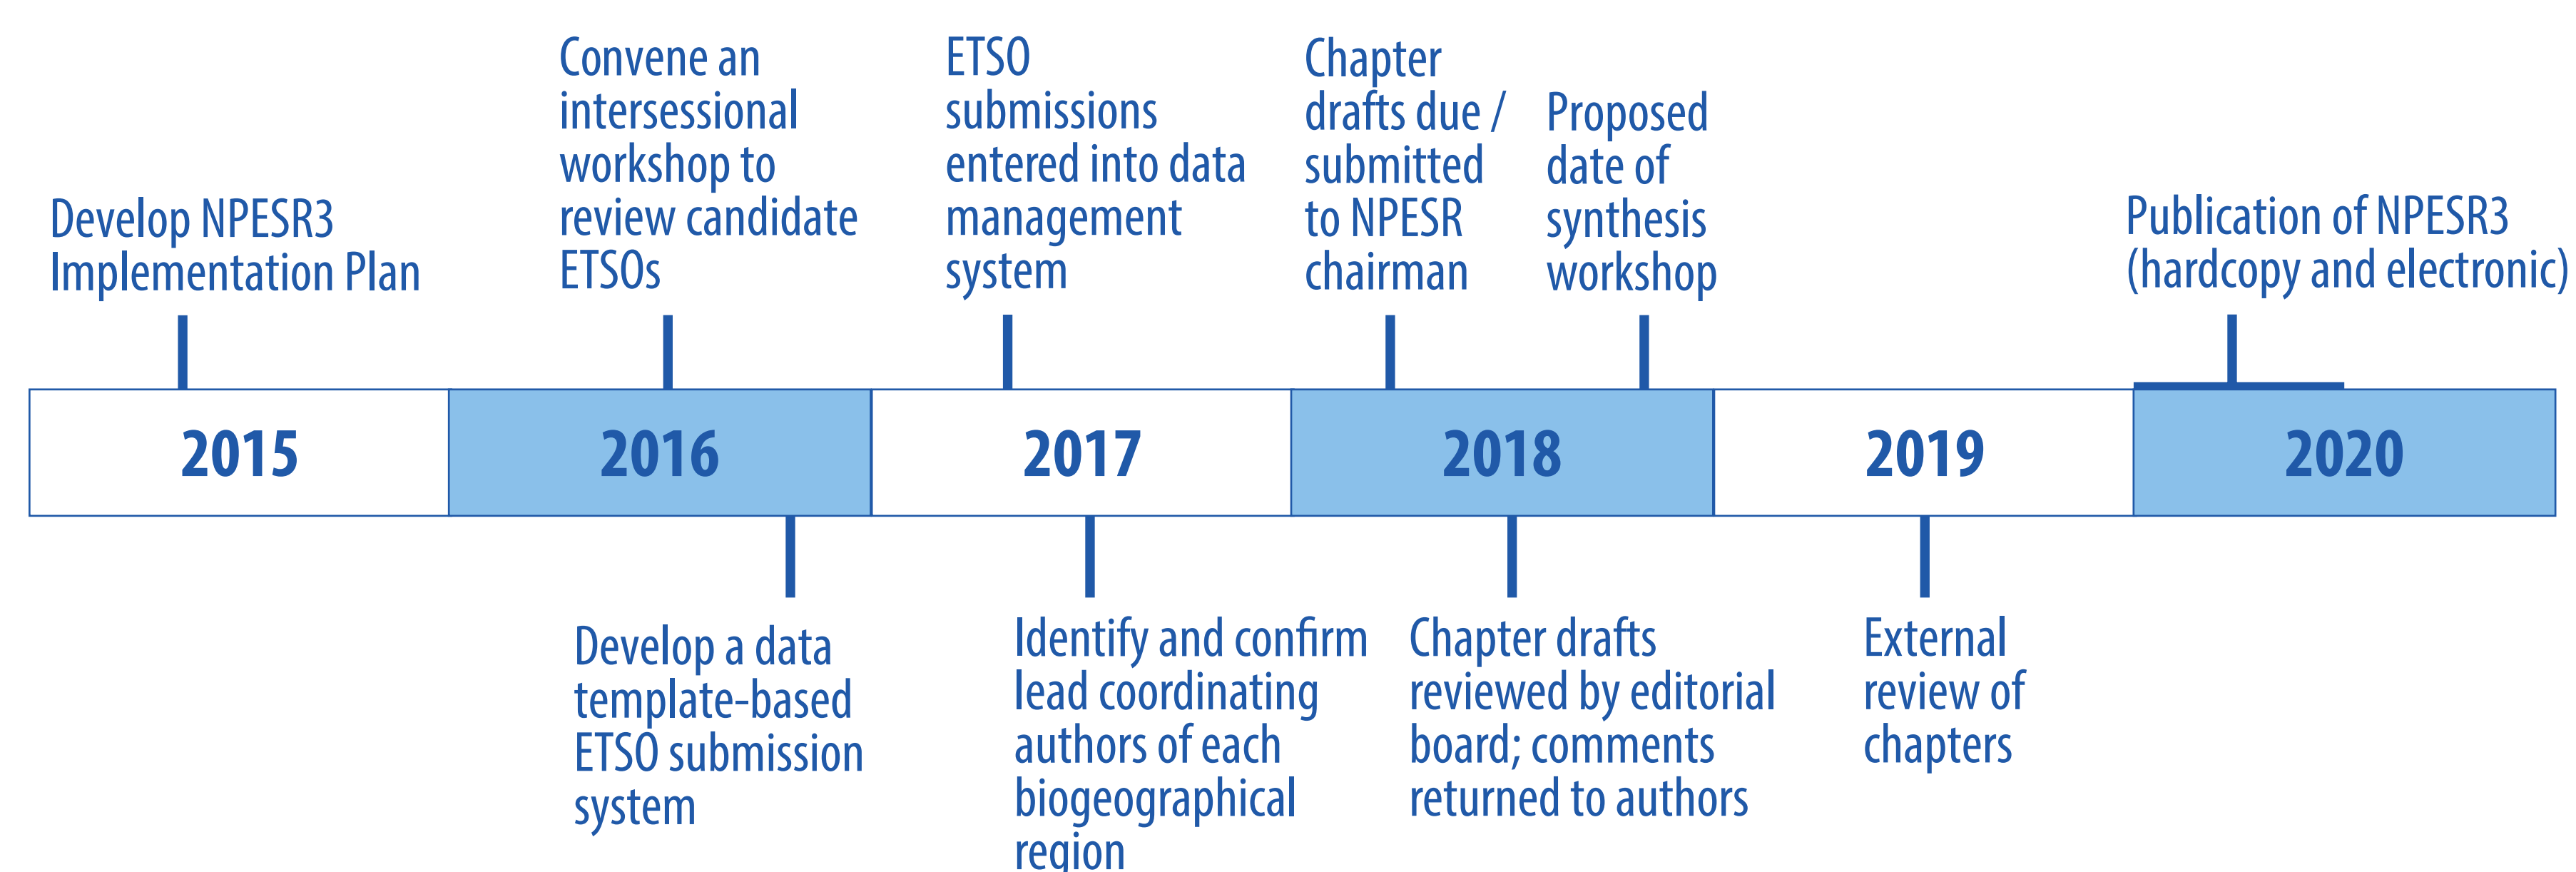 Develop NPESR3
Implementation Plan
Convene an
intersessional
workshop to
review candidate
ETSOs
ETSO
submissions
entered into data
management
system
Chapter
drafts due /
submitted
to NPESR
chairman
Proposed
date of
synthesis
workshop
Publication of NPESR3
(hardcopy and electronic)
2015
2016
2017
2018
2019
2020
Develop a data
template-based
ETSO submission
system
Identify and confirm
lead coordinating
authors of each
biogeographical
region
Chapter drafts
reviewed by editorial
board; comments
returned to authors
External
review of
chapters